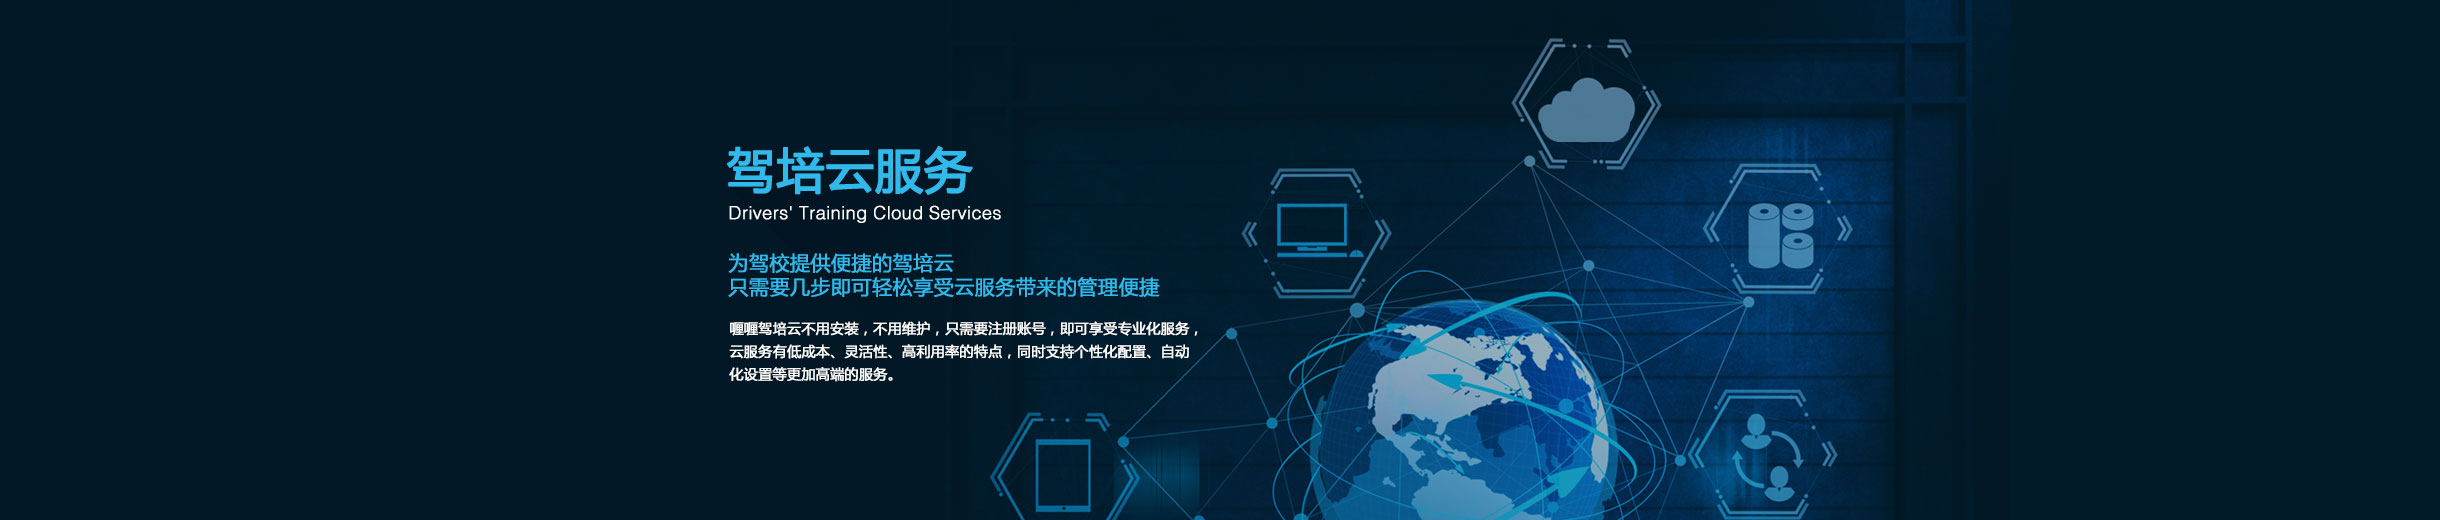 驾培云服务
Drivers' Training Cloud Services
为驾校提供便捷的驾培云
只需要几步即可轻松享受云服务带来的管理便捷
喱喱驾培云不用安装，不用维护，只需要注册账号，即可享受专业化服务，
云服务有低成本、灵活性、高利用率的特点，同时支持个性化配置、自动
化设置等更加高端的服务。